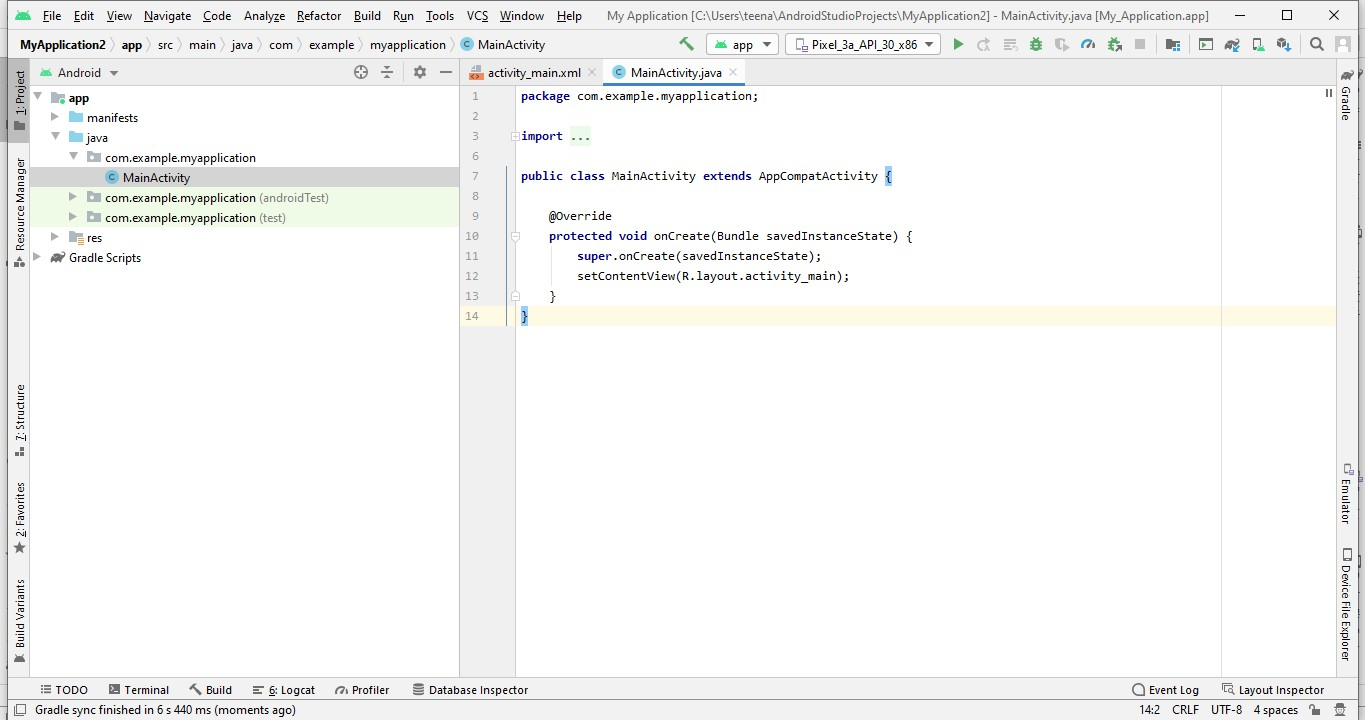 File Edit View Navigate Code Analyze Refactor Build Run Tools VCS Window Help My Application [C:\Users\teena\AndroidStudioProjects\MyApplication2] - MainActivity.java [My_Application.app]
MyApplication2 app src main java com example myapplication MainActivity app Pixel_3a_API_30_x86
1: Project
Resource Manager
7: Structure
2: Favorites
Build Variants
Android
app
manifests
java
com.example.myapplication
MainActivity
com.example.myapplication (androidTest)
com.example.myapplication (test)
res
Gradle Scripts
activity_main.xml MainActivity.java
1 package com.example.myapplication;
2
3 import ...
6
7 public class MainActivity extends AppCompatActivity {
8
9 @Override
10 protected void onCreate(Bundle savedInstanceState) {
11 super.onCreate(savedInstanceState);
12 setContentView(R.layout.activity_main);
13 }
14 }
Gradle
Emulator
Device File Explorer
TODO Terminal Build 6: Logcat Profiler Database Inspector Event Log Layout Inspector
Gradle sync finished in 6 s 440 ms (moments ago) 14:2 CRLF UTF-8 4 spaces